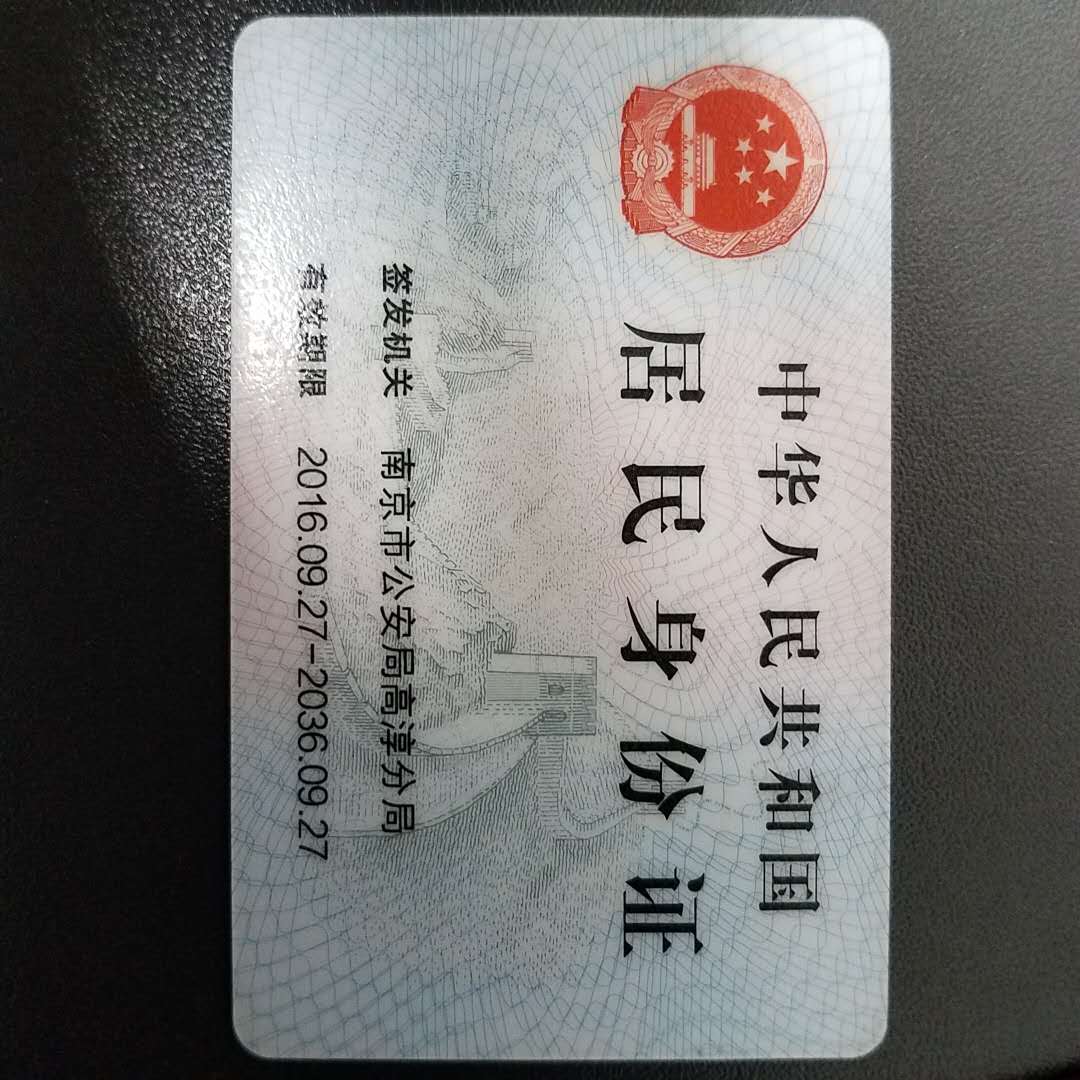 中华人民共和国
居民身份证
签发机关 南京市公安局高淳分局
有效期限 2016.09.27-2036.09.27